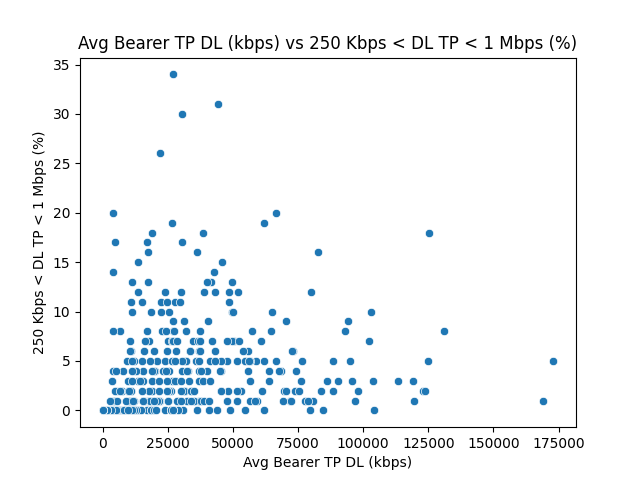 Avg Bearer TP DL (kbps) vs 250 Kbps < DL TP < 1 Mbps (%)
35
30
25
20
15
10
5
0
250 Kbps < DL TP < 1 Mbps (%)
0 25000 50000 75000 100000 125000 150000 175000
Avg Bearer TP DL (kbps)